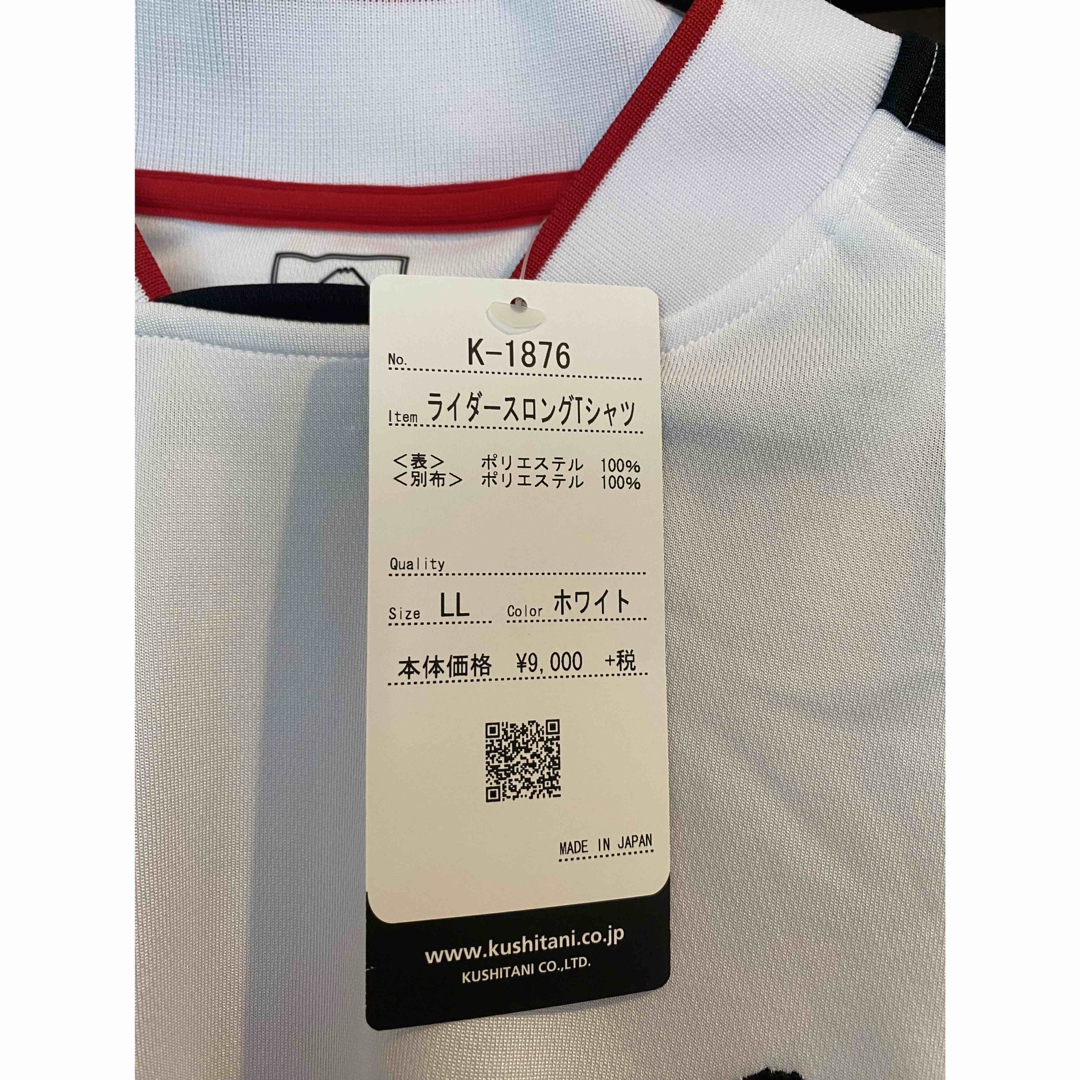 No. K-1876
Item ライダースロングTシャツ
＜表＞ ポリエステル 100%
＜別布＞ ポリエステル 100%
Quality
Size LL Color ホワイト
本体価格 ¥9,000 +税
MADE IN JAPAN
www.kushitani.co.jp
KUSHITANI CO.,LTD.